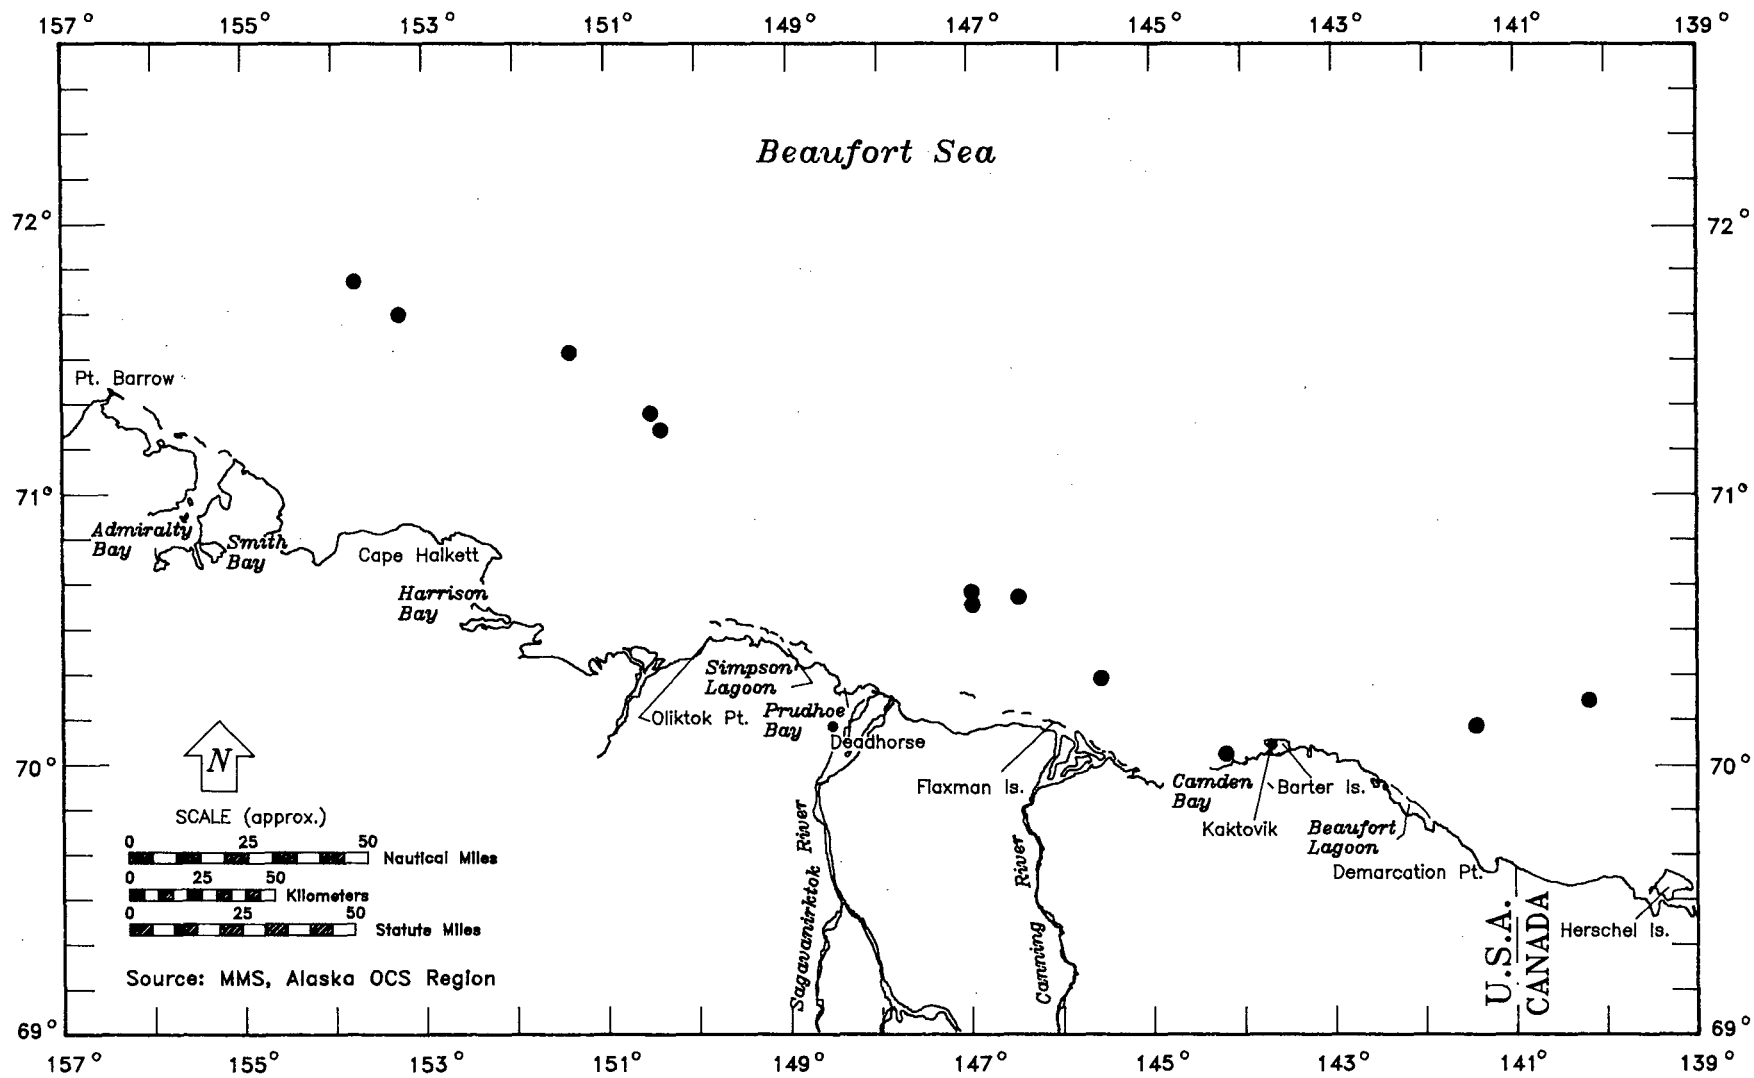 157° 155° 153° 151° 149° 147° 145° 143° 141° 139°
Beaufort Sea
72° 72°
Pt. Barrow
71° 71°
Admiralty
Bay
Smith
Bay
Cape Halkett
Harrison
Bay
Simpson
Lagoon
Oliktok Pt.
Prudhoe
Bay
Deadhorse
70° 70°
Flaxman Is.
Camden
Bay
Barter Is.
Kaktovik
Beaufort
Lagoon
Demarcation Pt.
Herschel Is.
U.S.A.
CANADA
Sagavanirktok River
Canning River
N
SCALE (approx.)
0 25 50
Nautical Miles
0 25 50
Kilometers
0 25 50
Statute Miles
Source: MMS, Alaska OCS Region
69° 69°
157° 155° 153° 151° 149° 147° 145° 143° 141° 139°